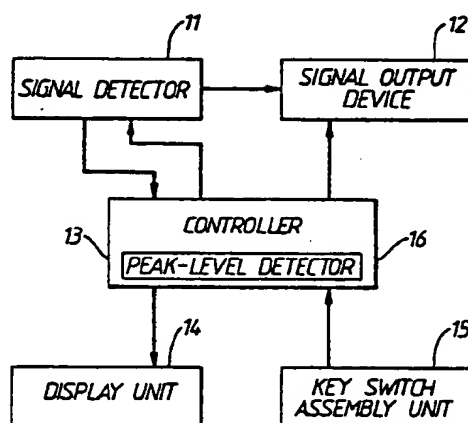 11
12
SIGNAL DETECTOR
SIGNAL OUTPUT
DEVICE
CONTROLLER
13
16
PEAK-LEVEL DETECTOR
14
15
DISPLAY UNIT
KEY SWITCH
ASSEMBLY UNIT